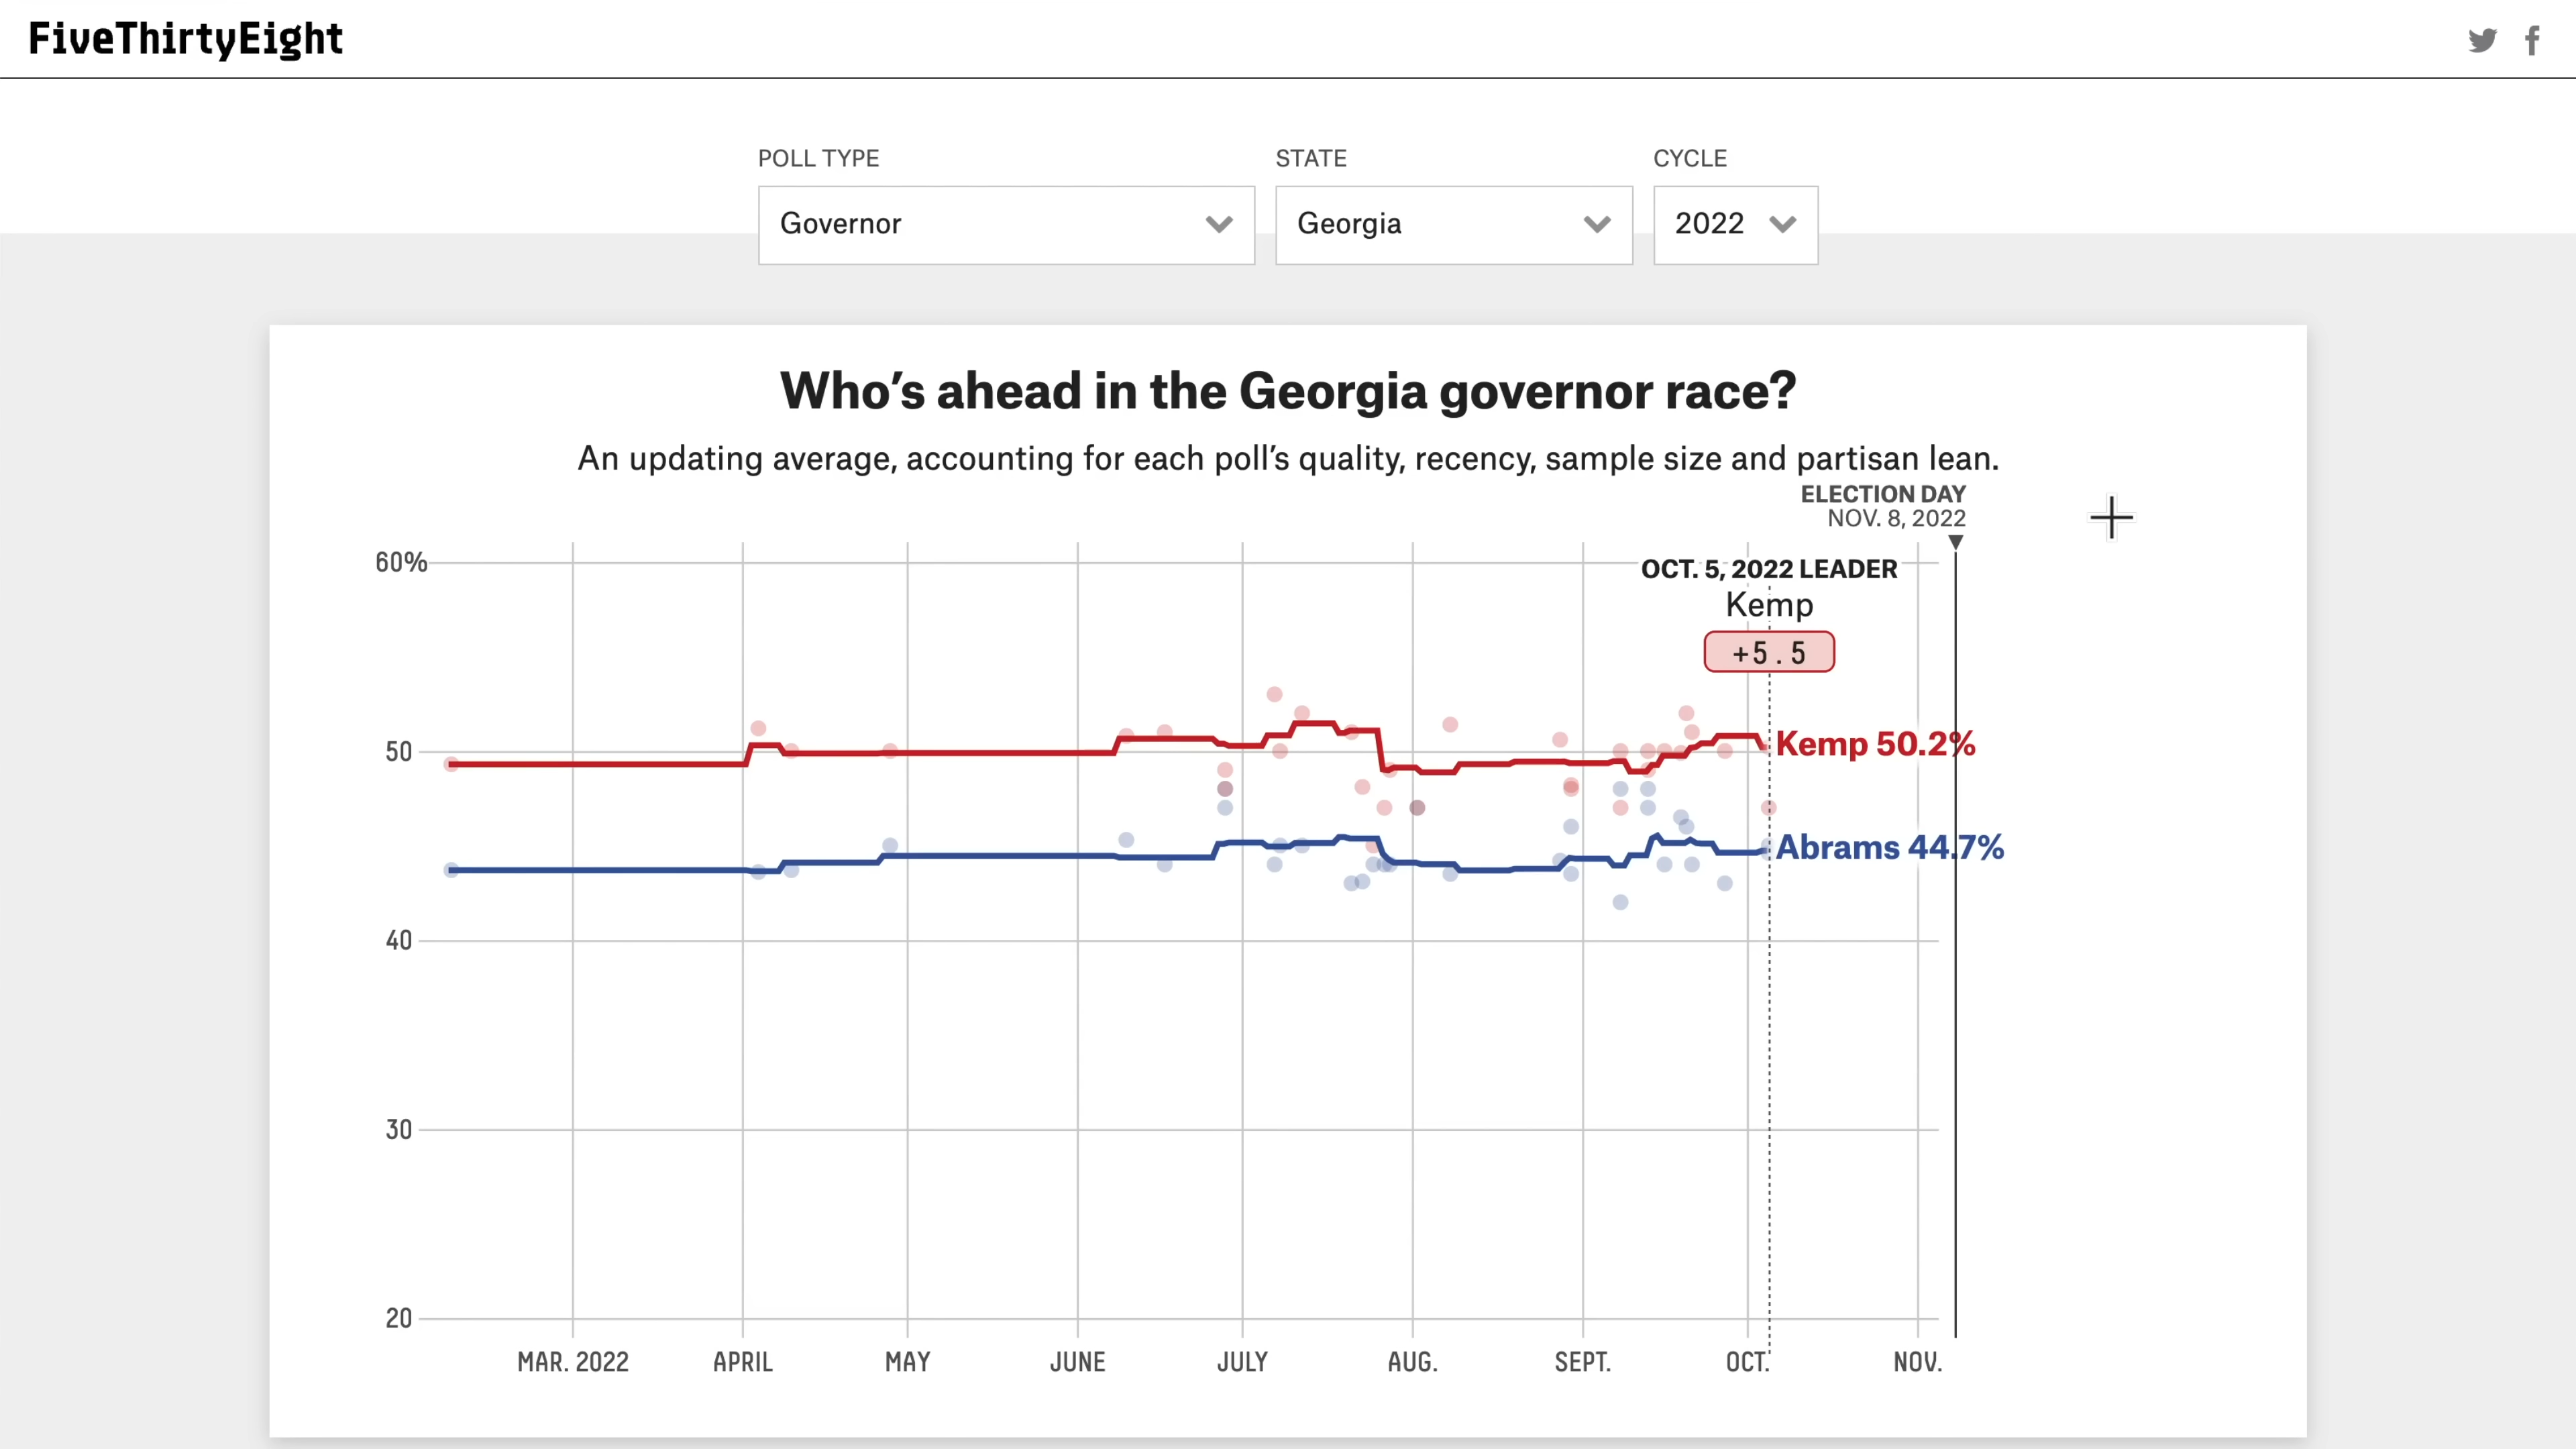 FiveThirtyEight
POLL TYPE
STATE
CYCLE
Governor
Georgia
2022
Who’s ahead in the Georgia governor race?
An updating average, accounting for each poll’s quality, recency, sample size and partisan lean.
ELECTION DAY
NOV. 8, 2022
60%
OCT. 5, 2022 LEADER
Kemp
+5.5
50
Kemp 50.2%
Abrams 44.7%
40
30
20
MAR. 2022
APRIL
MAY
JUNE
JULY
AUG.
SEPT.
OCT.
NOV.